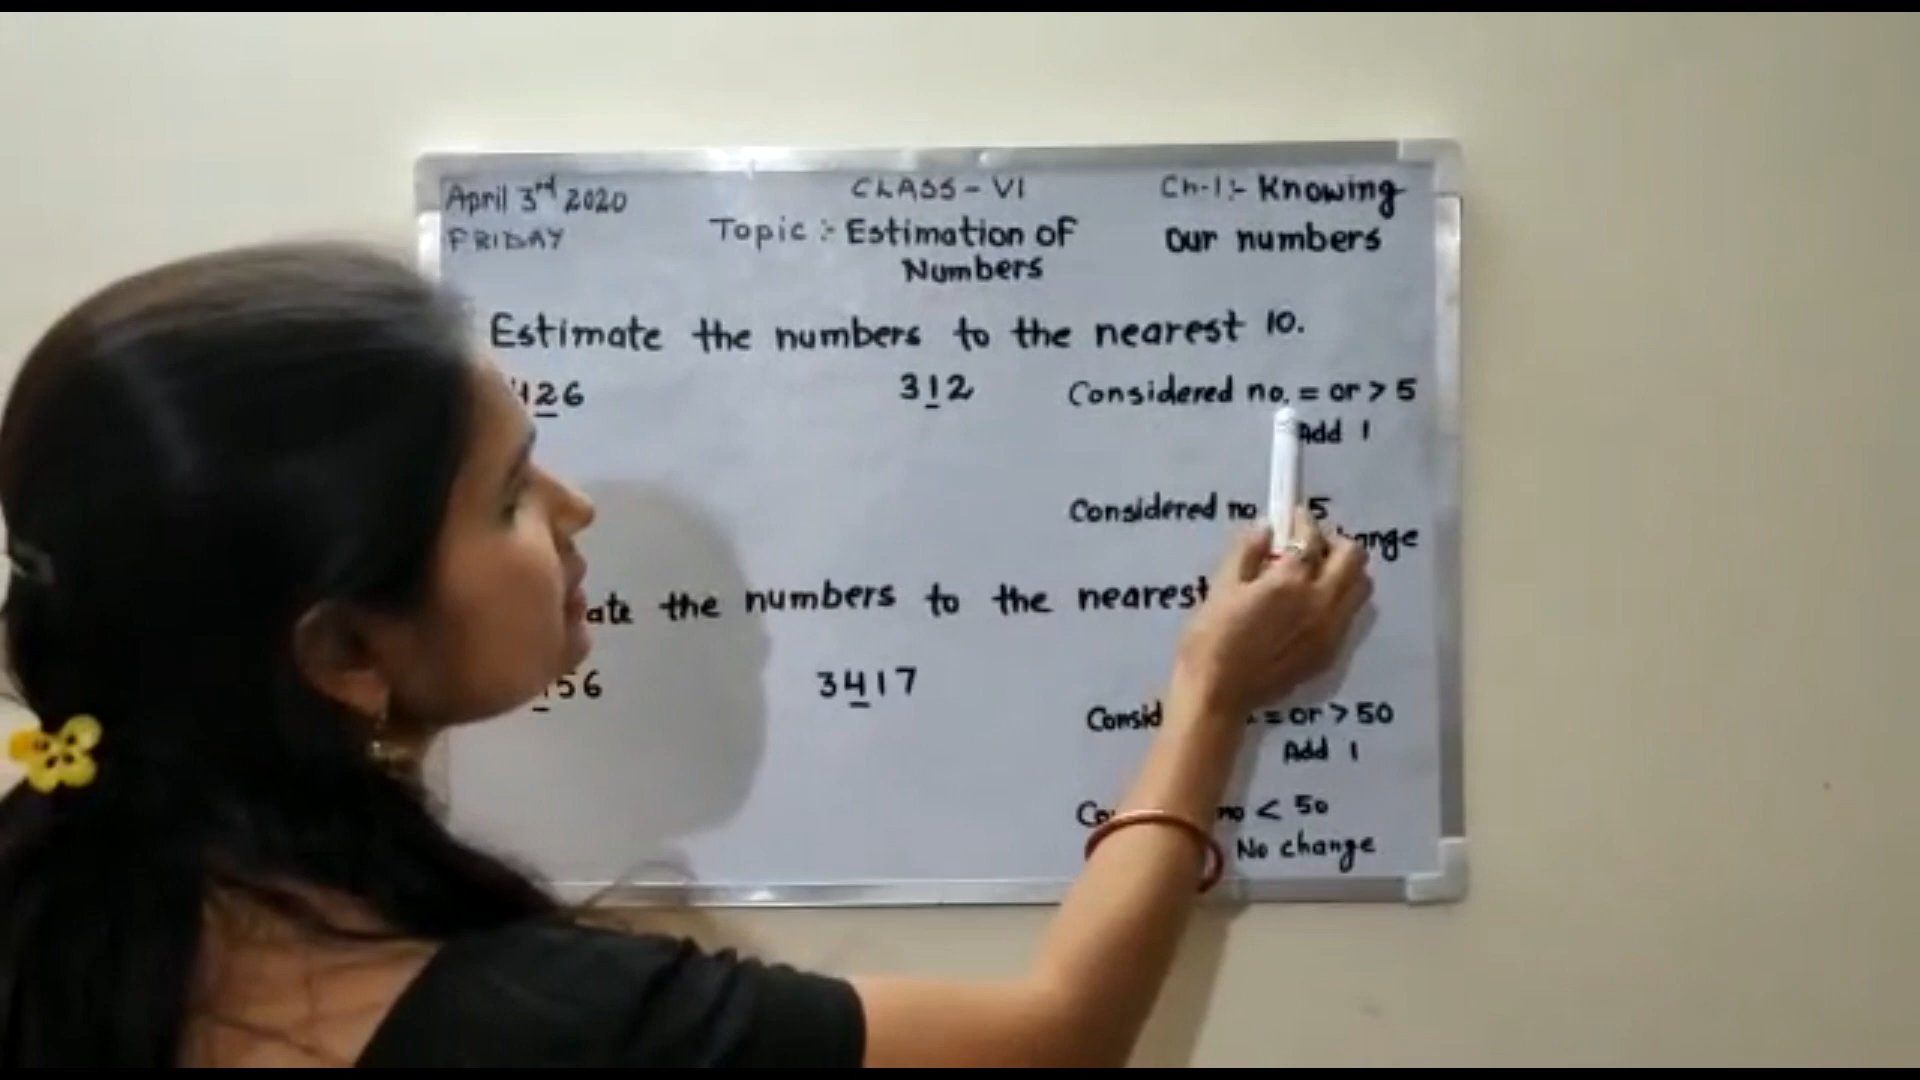 April 3rd 2020
FRIDAY
CLASS - VI
Topic :- Estimation of
Numbers
Ch-1:- Knowing
our numbers
Estimate the numbers to the nearest 10.
126
312
Considered no. = or > 5
Add 1
Considered no 5
the numbers to the nearest
56
3417
= or > 50
Add 1
no < 50
No change